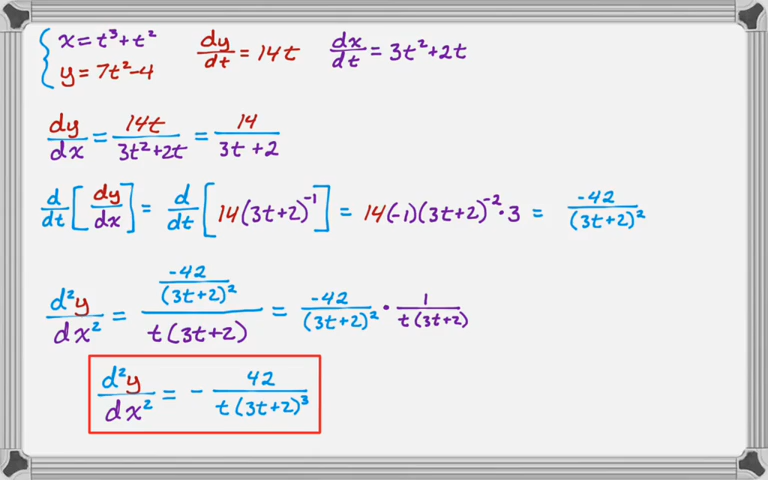 x = t³ + t² dy/dt = 14t dx/dt = 3t² + 2t
y = 7t² - 4
dy/dx = 14t/(3t² + 2t) = 14/(3t + 2)
d/dt [dy/dx] = d/dt [14(3t+2)⁻¹] = 14(-1)(3t+2)⁻² · 3 = -42/(3t+2)²
d²y/dx² = (-42/(3t+2)²)/(t(3t+2)) = -42/(3t+2)² · 1/(t(3t+2))
d²y/dx² = - 42/(t(3t+2)³)